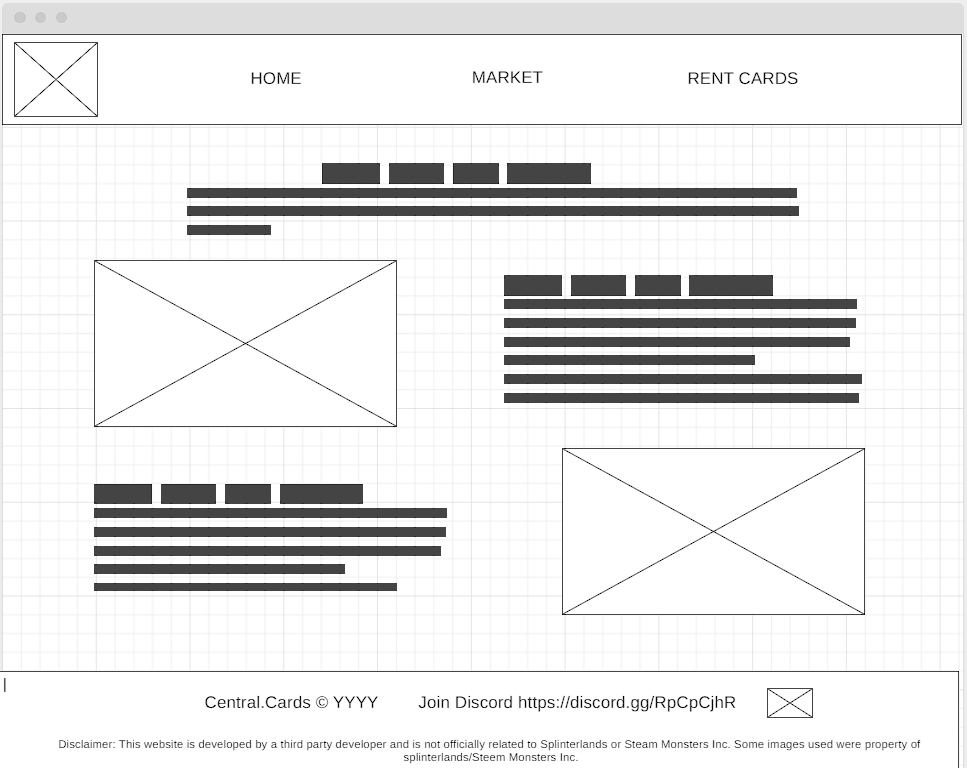 HOME
MARKET
RENT CARDS
Central.Cards © YYYY
Join Discord https://discord.gg/RpCpCjhR
Disclaimer: This website is developed by a third party developer and is not officially related to Splinterlands or Steam Monsters Inc. Some images used were property of
splinterlands/Steem Monsters Inc.